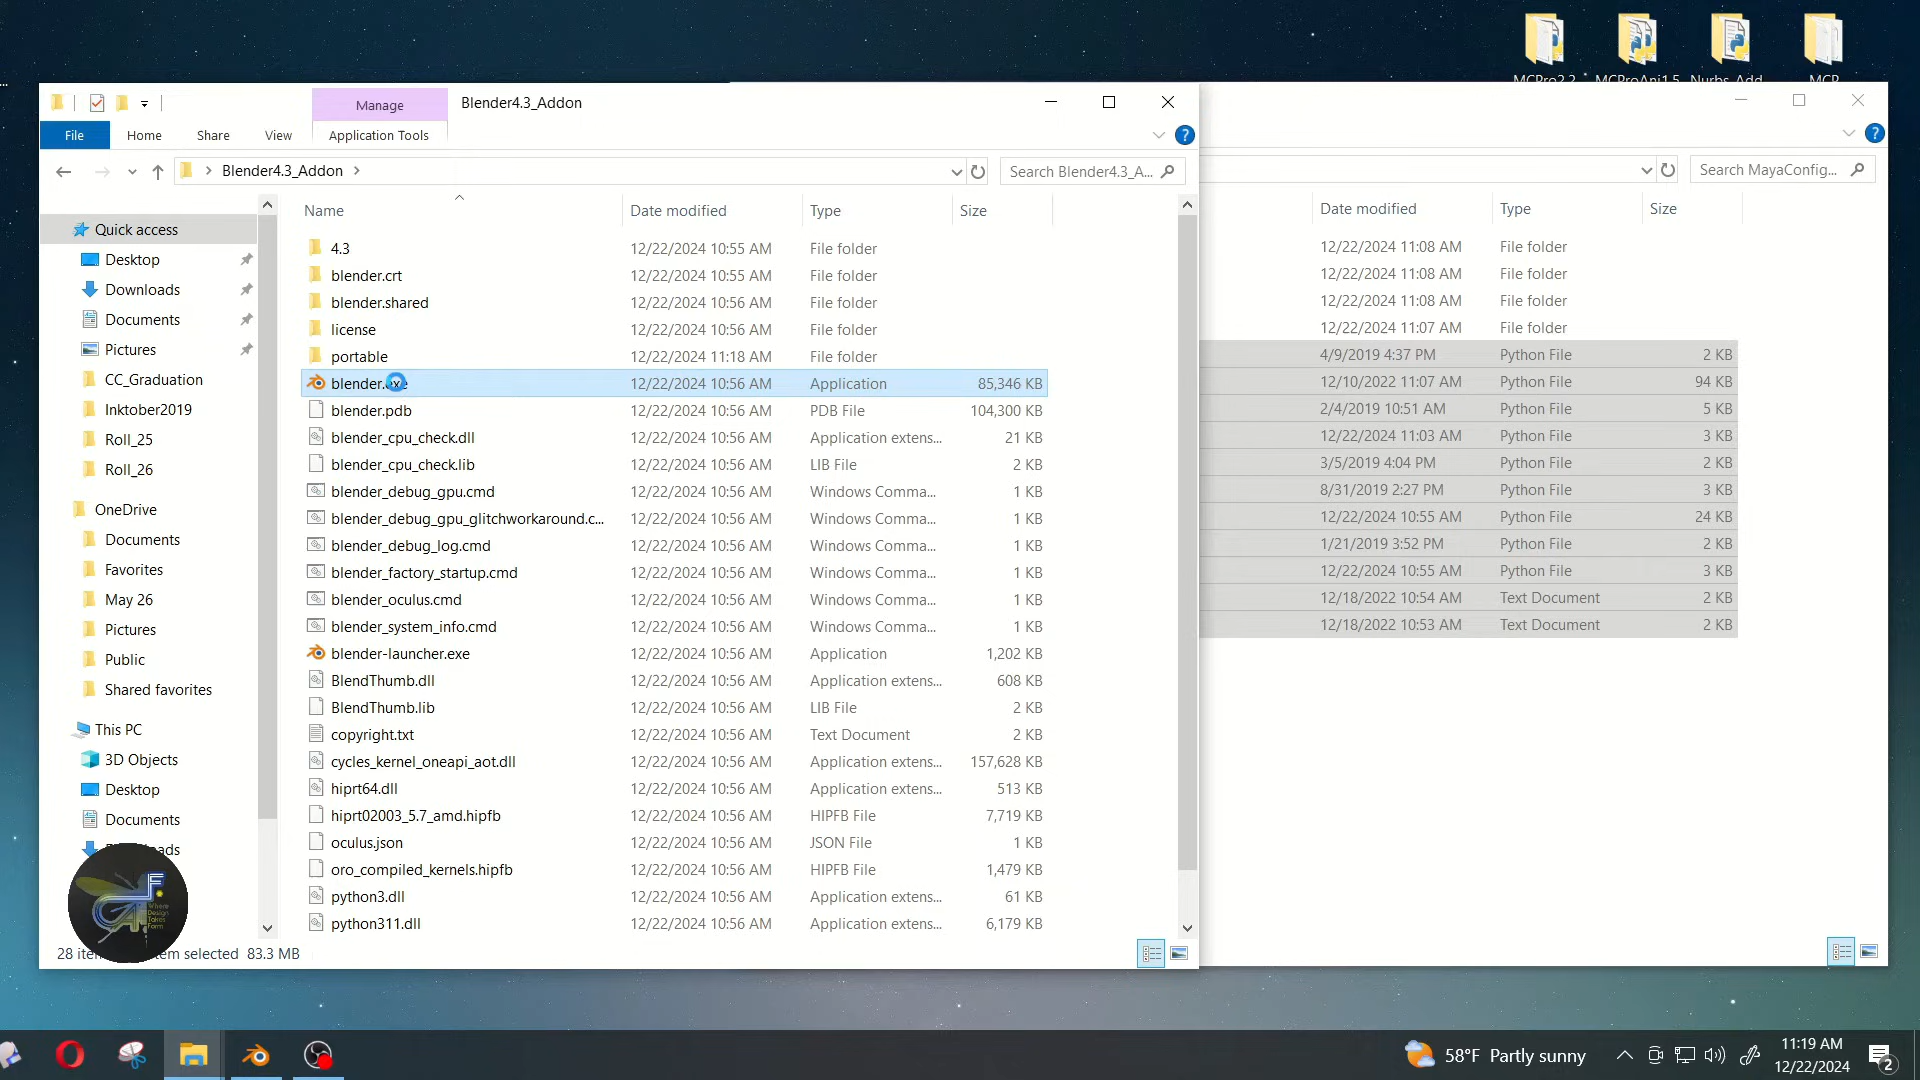 MCPro2.2
MCProAni1.5
Nurbs_Add
MCP
Manage
Blender4.3_Addon
File
Home
Share
View
Application Tools
Blender4.3_Addon
Search Blender4.3_A...
Search MayaConfig...
Name
Date modified
Type
Size
Date modified
Type
Size
Quick access
Desktop
Downloads
Documents
Pictures
CC_Graduation
Inktober2019
Roll_25
Roll_26
OneDrive
Documents
Favorites
May 26
Pictures
Public
Shared favorites
This PC
3D Objects
Desktop
Documents
4.3 12/22/2024 10:55 AM File folder
blender.crt 12/22/2024 10:55 AM File folder
blender.shared 12/22/2024 10:56 AM File folder
license 12/22/2024 10:56 AM File folder
portable 12/22/2024 11:18 AM File folder
blender.exe 12/22/2024 10:56 AM Application 85,346 KB
blender.pdb 12/22/2024 10:56 AM PDB File 104,300 KB
blender_cpu_check.dll 12/22/2024 10:56 AM Application extens... 21 KB
blender_cpu_check.lib 12/22/2024 10:56 AM LIB File 2 KB
blender_debug_gpu.cmd 12/22/2024 10:56 AM Windows Comma... 1 KB
blender_debug_gpu_glitchworkaround.c... 12/22/2024 10:56 AM Windows Comma... 1 KB
blender_debug_log.cmd 12/22/2024 10:56 AM Windows Comma... 1 KB
blender_factory_startup.cmd 12/22/2024 10:56 AM Windows Comma... 1 KB
blender_oculus.cmd 12/22/2024 10:56 AM Windows Comma... 1 KB
blender_system_info.cmd 12/22/2024 10:56 AM Windows Comma... 1 KB
blender-launcher.exe 12/22/2024 10:56 AM Application 1,202 KB
BlendThumb.dll 12/22/2024 10:56 AM Application extens... 608 KB
BlendThumb.lib 12/22/2024 10:56 AM LIB File 2 KB
copyright.txt 12/22/2024 10:56 AM Text Document 2 KB
cycles_kernel_oneapi_aot.dll 12/22/2024 10:56 AM Application extens... 157,628 KB
hiprt64.dll 12/22/2024 10:56 AM Application extens... 513 KB
hiprt02003_5.7_amd.hipfb 12/22/2024 10:56 AM HIPFB File 7,719 KB
oculus.json 12/22/2024 10:56 AM JSON File 1 KB
oro_compiled_kernels.hipfb 12/22/2024 10:56 AM HIPFB File 1,479 KB
python3.dll 12/22/2024 10:56 AM Application extens... 61 KB
python311.dll 12/22/2024 10:56 AM Application extens... 6,179 KB
12/22/2024 11:08 AM File folder
12/22/2024 11:08 AM File folder
12/22/2024 11:08 AM File folder
12/22/2024 11:07 AM File folder
4/9/2019 4:37 PM Python File 2 KB
12/10/2022 11:07 AM Python File 94 KB
2/4/2019 10:51 AM Python File 5 KB
12/22/2024 11:03 AM Python File 3 KB
3/5/2019 4:04 PM Python File 2 KB
8/31/2019 2:27 PM Python File 3 KB
12/22/2024 10:55 AM Python File 24 KB
1/21/2019 3:52 PM Python File 2 KB
12/22/2024 10:55 AM Python File 3 KB
12/18/2022 10:54 AM Text Document 2 KB
12/18/2022 10:53 AM Text Document 2 KB
Where
Design
Takes
Form
28 selected 83.3 MB
58°F Partly sunny
11:19 AM
12/22/2024
2